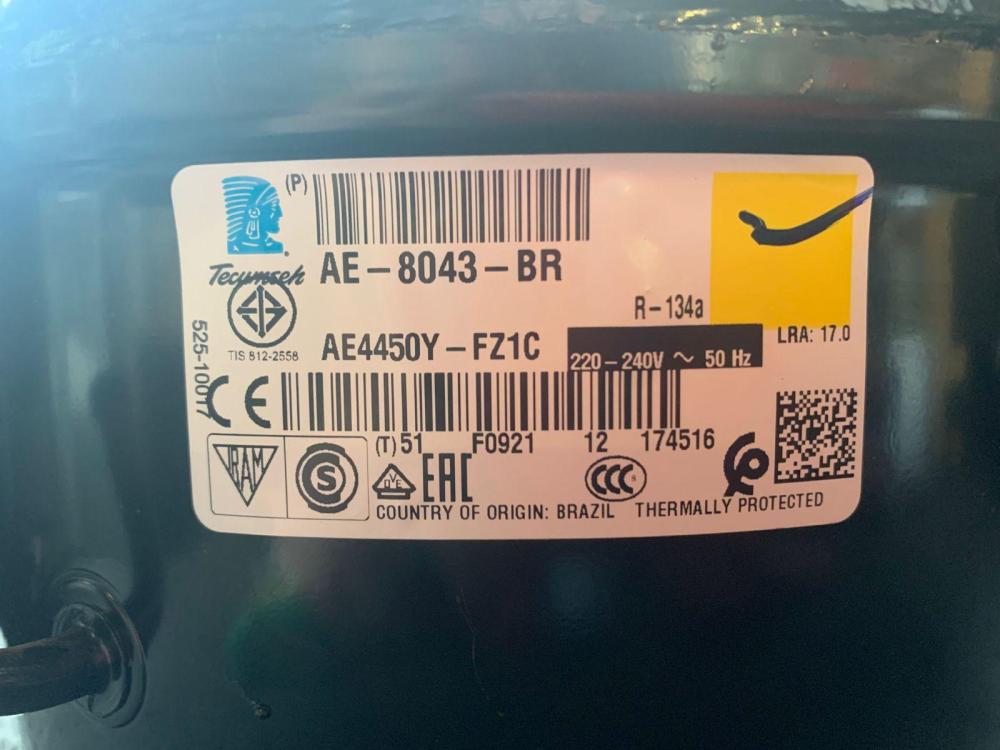 (P)
Tecumseh
AE-8043-BR
R-134a
TIS 812-2558
AE4450Y-FZ1C
220-240V ~ 50 Hz
LRA: 17.0
525-10017
CE
(T) 51 F0921 12 174516
IRAM
S
DVE
EAC
CCC
S
COUNTRY OF ORIGIN: BRAZIL THERMALLY PROTECTED